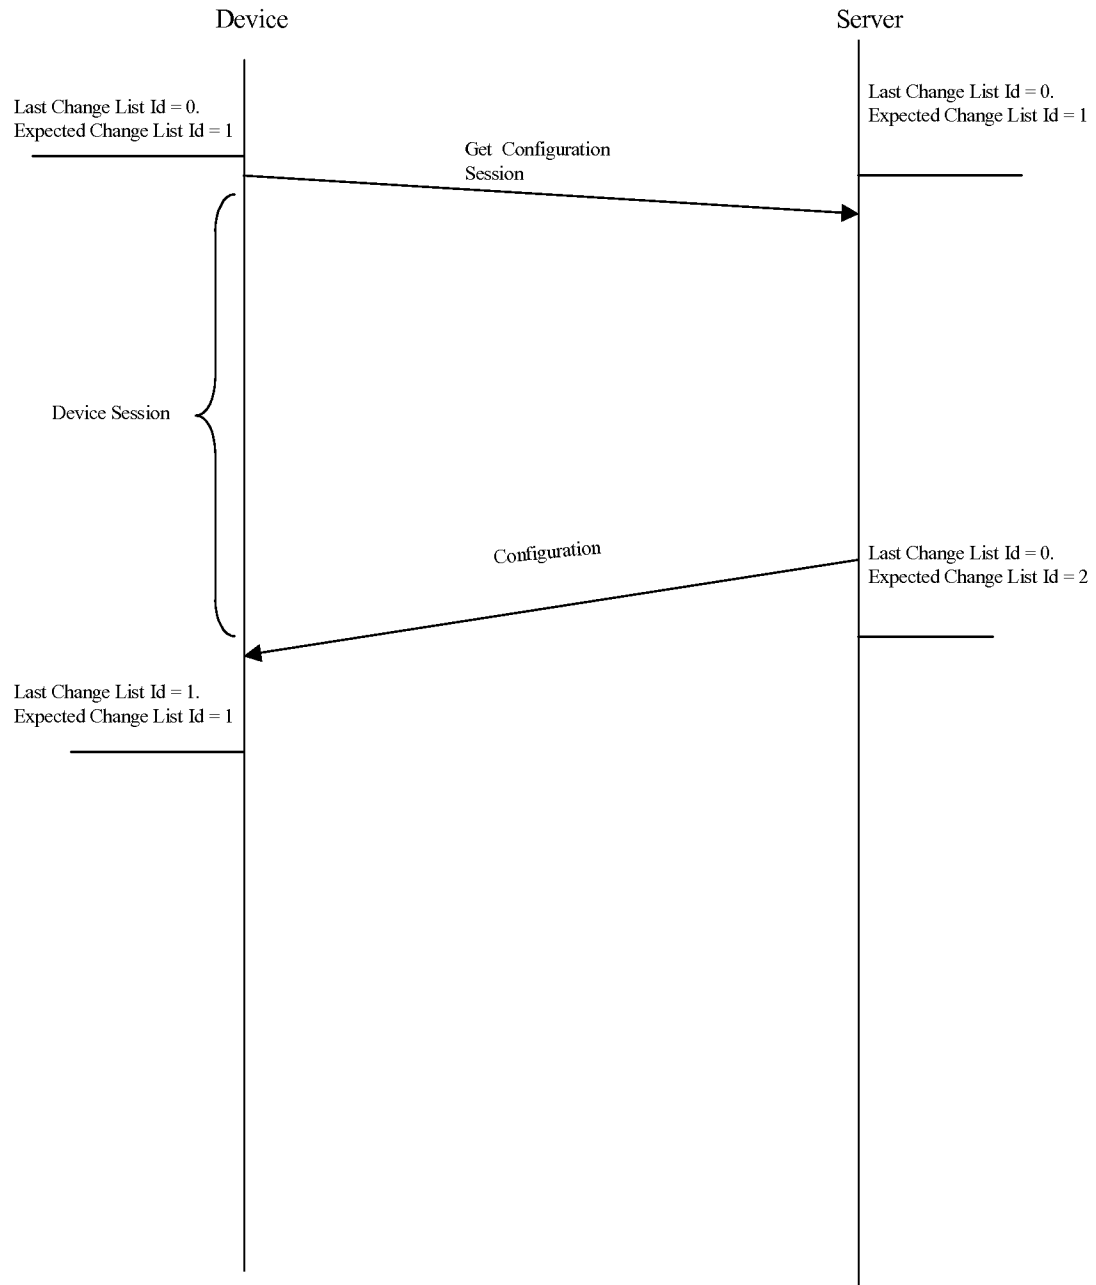 Device
Server
Last Change List Id = 0.
Expected Change List Id = 1
Last Change List Id = 0.
Expected Change List Id = 1
Get Configuration
Session
Device Session
Configuration
Last Change List Id = 0.
Expected Change List Id = 2
Last Change List Id = 1.
Expected Change List Id = 1